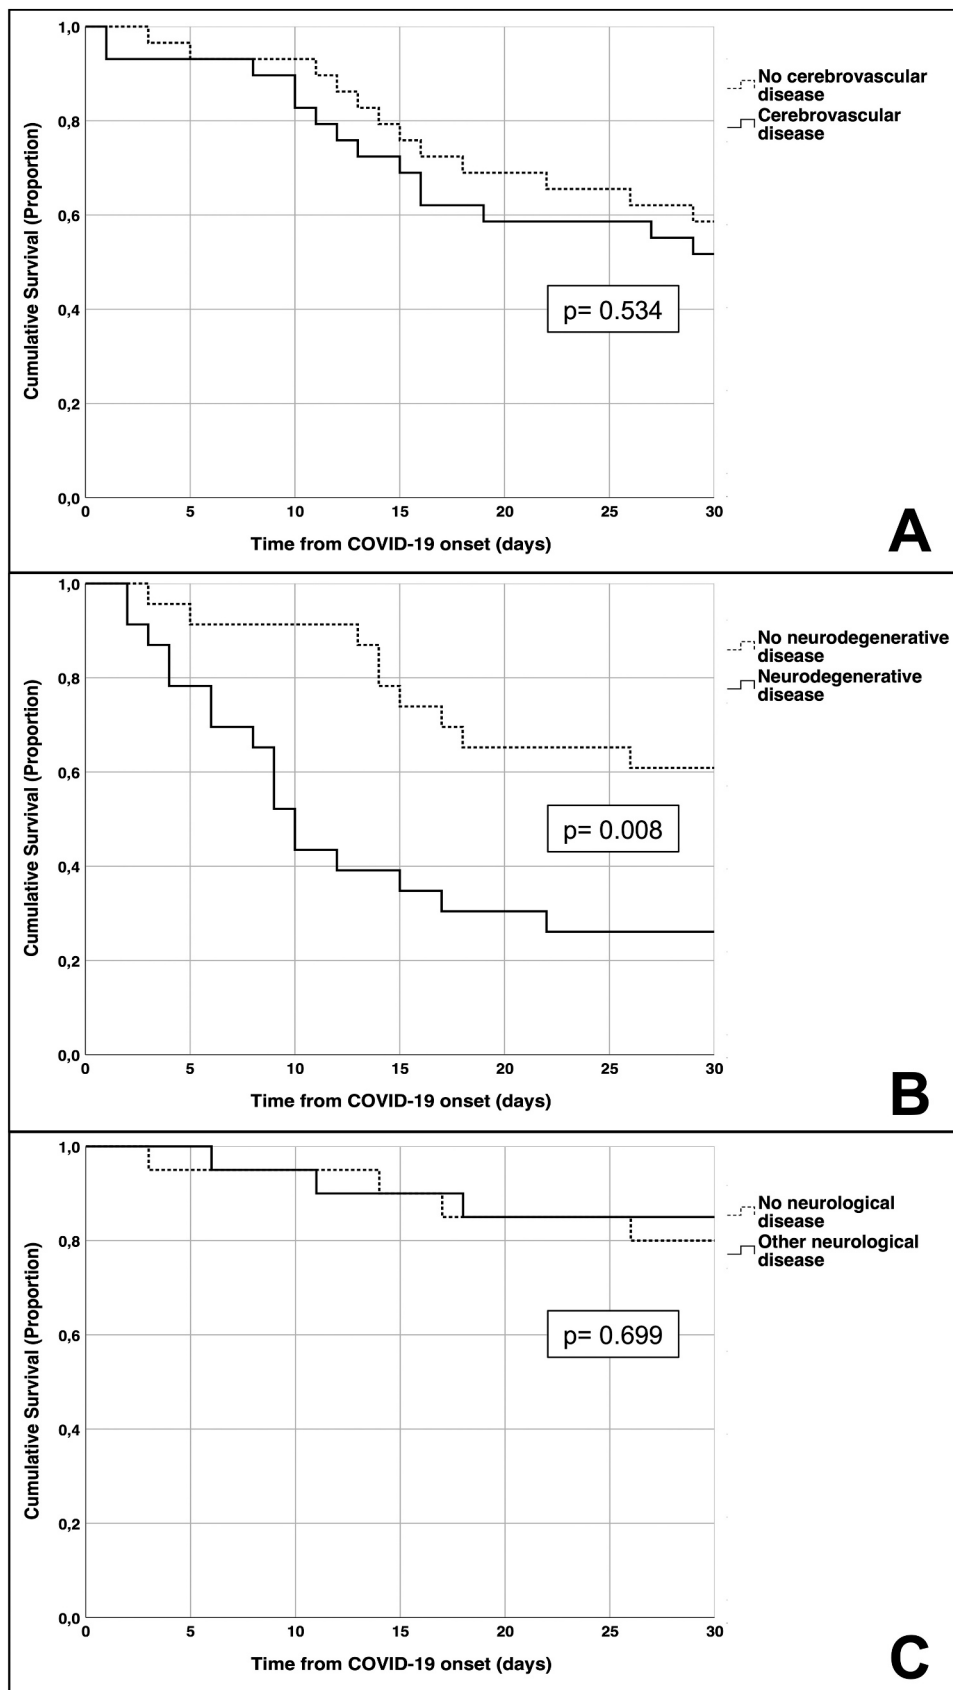 1,0
0,8
0,6
0,4
0,2
0,0
Cumulative Survival (Proportion)
0 5 10 15 20 25 30
Time from COVID-19 onset (days)
No cerebrovascular
disease
Cerebrovascular
disease
p= 0.534
A
1,0
0,8
0,6
0,4
0,2
0,0
Cumulative Survival (Proportion)
0 5 10 15 20 25 30
Time from COVID-19 onset (days)
No neurodegenerative
disease
Neurodegenerative
disease
p= 0.008
B
1,0
0,8
0,6
0,4
0,2
0,0
Cumulative Survival (Proportion)
0 5 10 15 20 25 30
Time from COVID-19 onset (days)
No neurological
disease
Other neurological
disease
p= 0.699
C